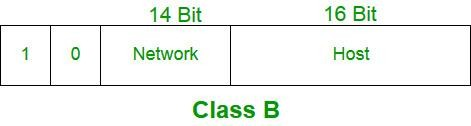 14 Bit 16 Bit
1 0 Network Host
Class B